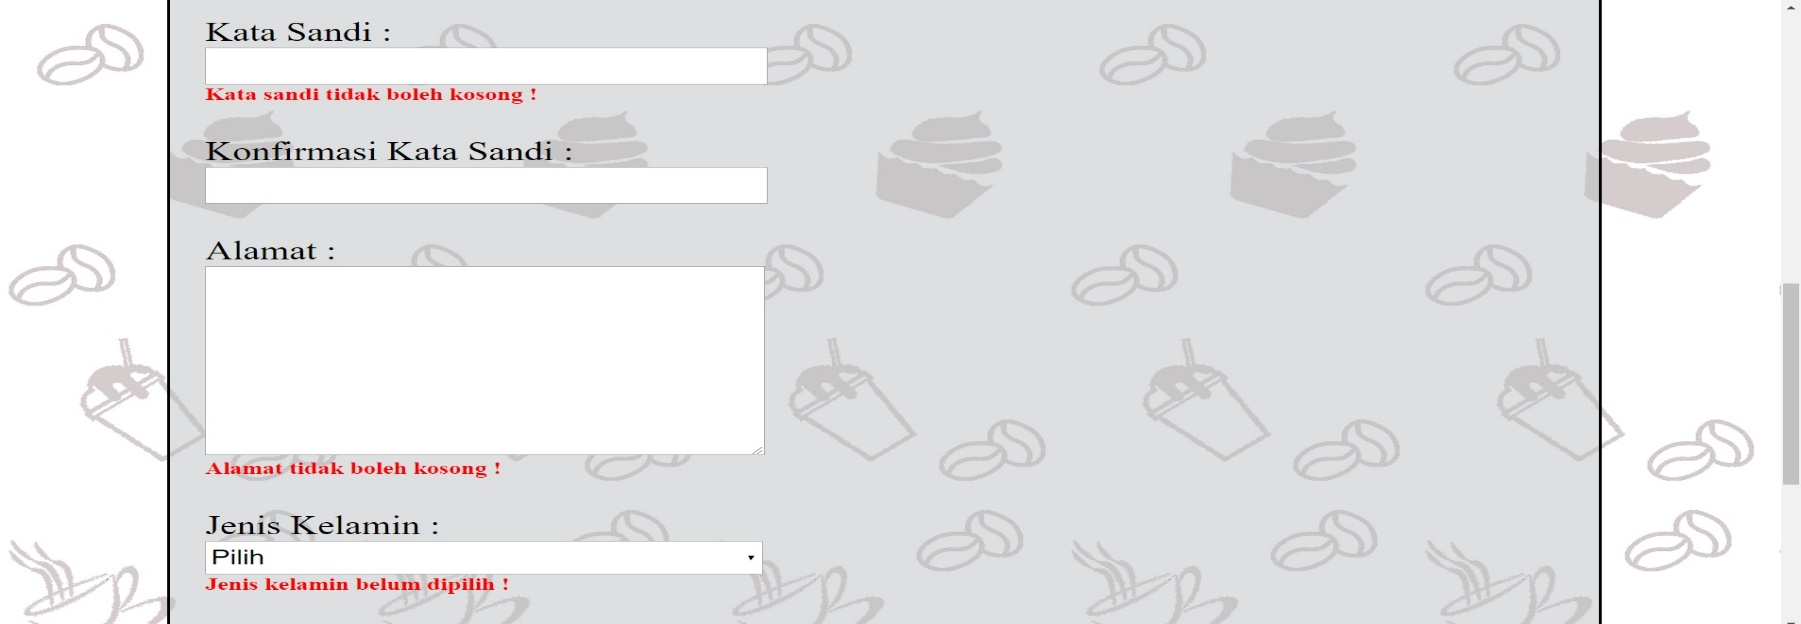 Kata Sandi :
Kata sandi tidak boleh kosong !
Konfirmasi Kata Sandi :
Alamat :
Alamat tidak boleh kosong !
Jenis Kelamin :
Pilih
Jenis kelamin belum dipilih !